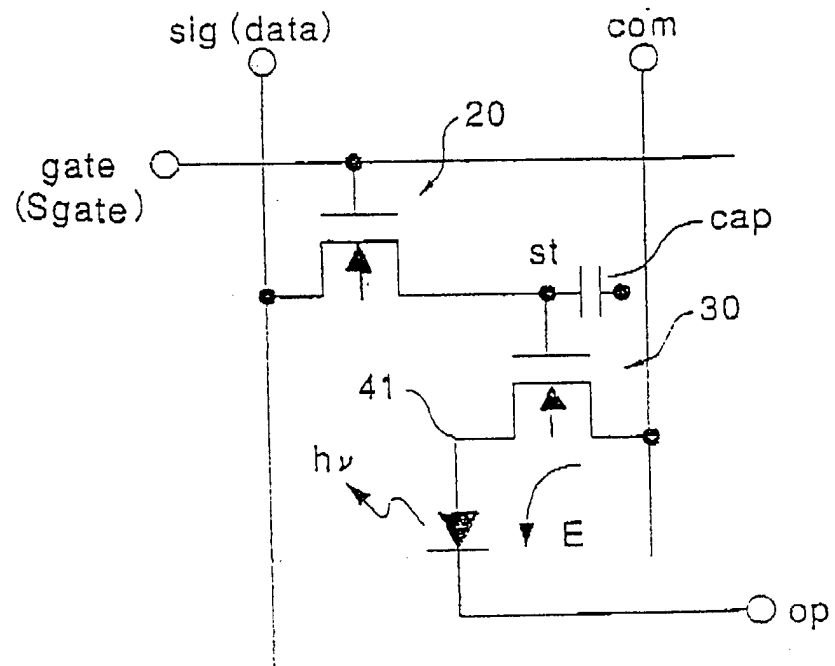 sig (data)
com
20
gate
(Sgate)
cap
st
30
41
hν
E
op